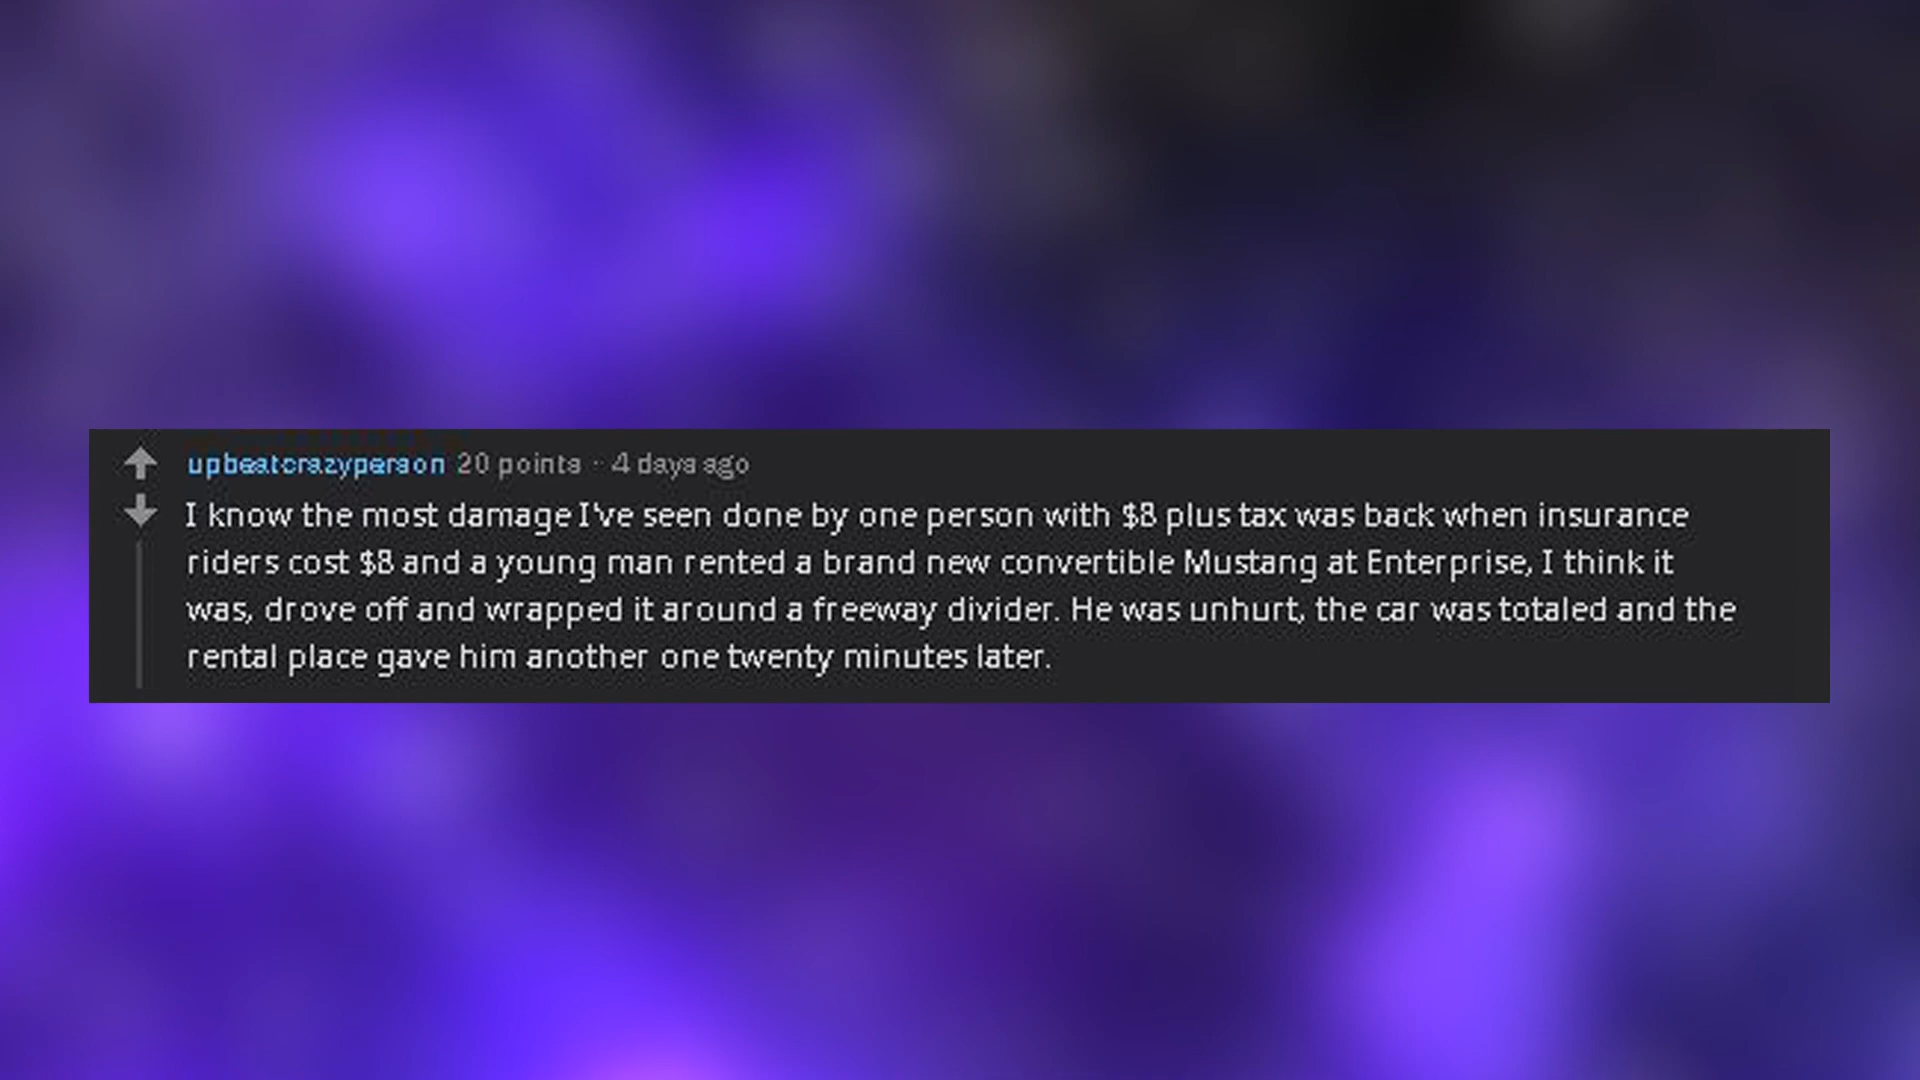 upbeatcrazyperson 20 points · 4 days ago
I know the most damage I've seen done by one person with $8 plus tax was back when insurance
riders cost $8 and a young man rented a brand new convertible Mustang at Enterprise, I think it
was, drove off and wrapped it around a freeway divider. He was unhurt, the car was totaled and the
rental place gave him another one twenty minutes later.